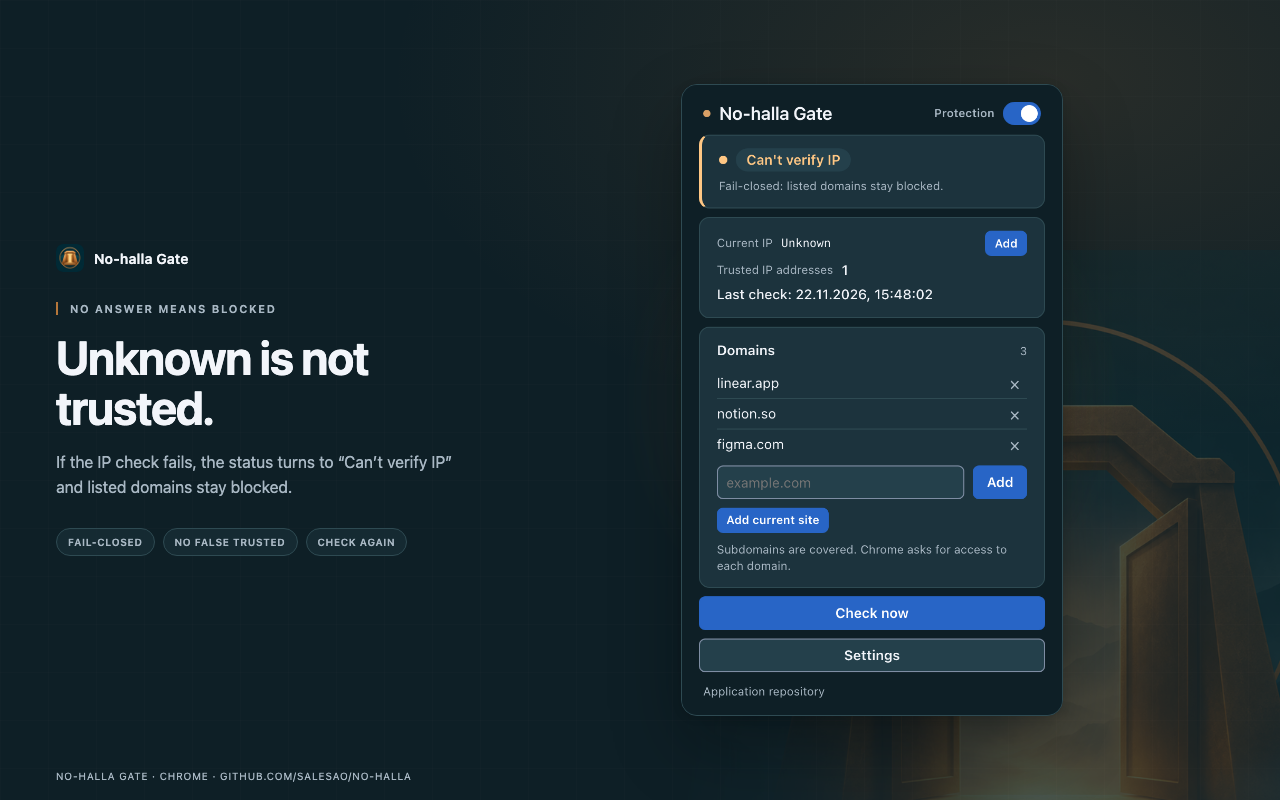 No-halla Gate
NO ANSWER MEANS BLOCKED
Unknown is not
trusted.
If the IP check fails, the status turns to “Can’t verify IP”
and listed domains stay blocked.
FAIL-CLOSED
NO FALSE TRUSTED
CHECK AGAIN
NO-HALLA GATE · CHROME · GITHUB.COM/SALESAO/NO-HALLA
No-halla Gate
Protection
Can't verify IP
Fail-closed: listed domains stay blocked.
Current IP Unknown
Add
Trusted IP addresses 1
Last check: 22.11.2026, 15:48:02
Domains 3
linear.app ×
notion.so ×
figma.com ×
example.com
Add
Add current site
Subdomains are covered. Chrome asks for access to
each domain.
Check now
Settings
Application repository